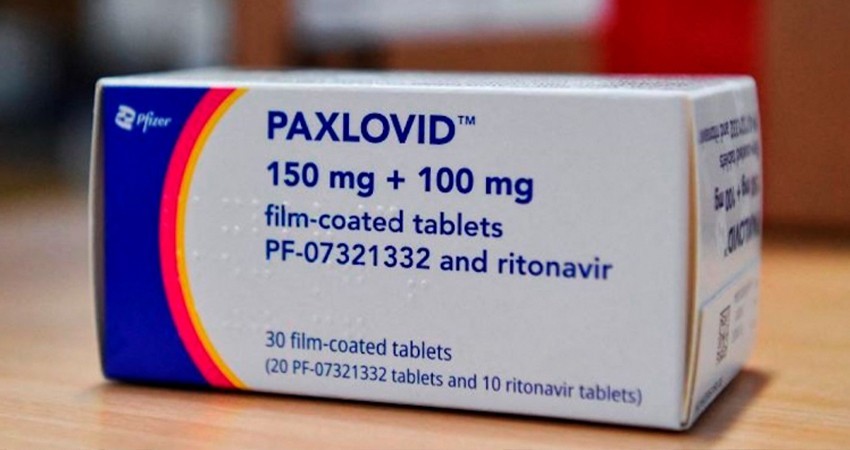 Pfizer
PAXLOVID™
150 mg + 100 mg
film-coated tablets
PF-07321332 and ritonavir
30 film-coated tablets
(20 PF-07321332 tablets and 10 ritonavir tablets)